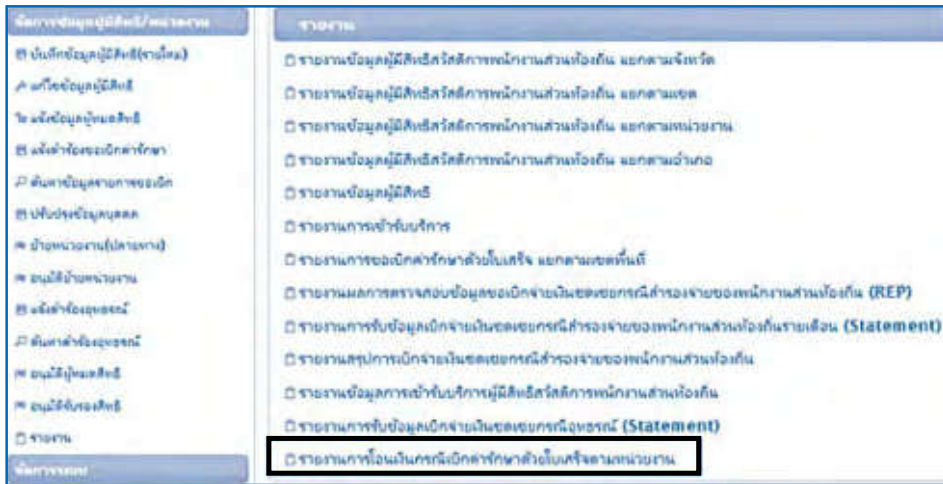 จัดการข้อมูลผู้มีสิทธิ/หน่วยงาน
บันทึกข้อมูลผู้มีสิทธิ(รายใหม่)
แก้ไขข้อมูลผู้มีสิทธิ
แจ้งข้อมูลผู้หมดสิทธิ
แจ้งคำร้องขอเบิกค่ารักษา
ค้นหาข้อมูลรายการขอเบิก
ปรับปรุงข้อมูลบุคคล
ย้ายหน่วยงาน(ปลายทาง)
อนุมัติย้ายหน่วยงาน
แจ้งคำร้องอุทธรณ์
ค้นหาคำร้องอุทธรณ์
อนุมัติผู้หมดสิทธิ
อนุมัติรับรองสิทธิ
รายงาน
จัดการระบบ
รายงาน
รายงานข้อมูลผู้มีสิทธิสวัสดิการพนักงานส่วนท้องถิ่น แยกตามจังหวัด
รายงานข้อมูลผู้มีสิทธิสวัสดิการพนักงานส่วนท้องถิ่น แยกตามเขต
รายงานข้อมูลผู้มีสิทธิสวัสดิการพนักงานส่วนท้องถิ่น แยกตามหน่วยงาน
รายงานข้อมูลผู้มีสิทธิสวัสดิการพนักงานส่วนท้องถิ่น แยกตามอำเภอ
รายงานข้อมูลผู้มีสิทธิ
รายงานการเข้ารับบริการ
รายงานการขอเบิกค่ารักษาด้วยใบเสร็จ แยกตามเขตพื้นที่
รายงานผลการตรวจสอบข้อมูลขอเบิกจ่ายเงินชดเชยกรณีสำรองจ่ายของพนักงานส่วนท้องถิ่น (REP)
รายงานการรับข้อมูลเบิกจ่ายเงินชดเชยกรณีสำรองจ่ายของพนักงานส่วนท้องถิ่นรายเดือน (Statement)
รายงานสรุปการเบิกจ่ายเงินชดเชยกรณีสำรองจ่ายของพนักงานส่วนท้องถิ่น
รายงานข้อมูลการเข้ารับบริการผู้มีสิทธิสวัสดิการพนักงานส่วนท้องถิ่น
รายงานการรับข้อมูลเบิกจ่ายเงินชดเชยกรณีอุทธรณ์ (Statement)
รายงานการโอนเงินกรณีเบิกค่ารักษาด้วยใบเสร็จตามหน่วยงาน